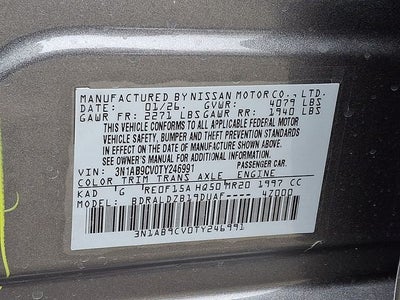 MANUFACTURED BY NISSAN MOTOR CO., LTD.
DATE: 01/26. GVWR: 4079 LBS
GAWR FR: 2271 LBS GAWR RR: 1940 LBS
THIS VEHICLE CONFORMS TO ALL APPLICABLE FEDERAL MOTOR
VEHICLE SAFETY, BUMPER AND THEFT PREVENTION STANDARDS
IN EFFECT ON THE DATE OF MANUFACTURE SHOWN ABOVE.
SEE OWNER'S MANUAL FOR ADDITIONAL INFORMATION.
VIN: 3N1AB9CV0TY246991
COLOR TRIM TRANS AXLE ENGINE
KAD G RE0F15A HQ50 MR20 1997 CC
MODEL: BDRALDZB19DUAF---- 47000
3N1AB9CV0TY246991